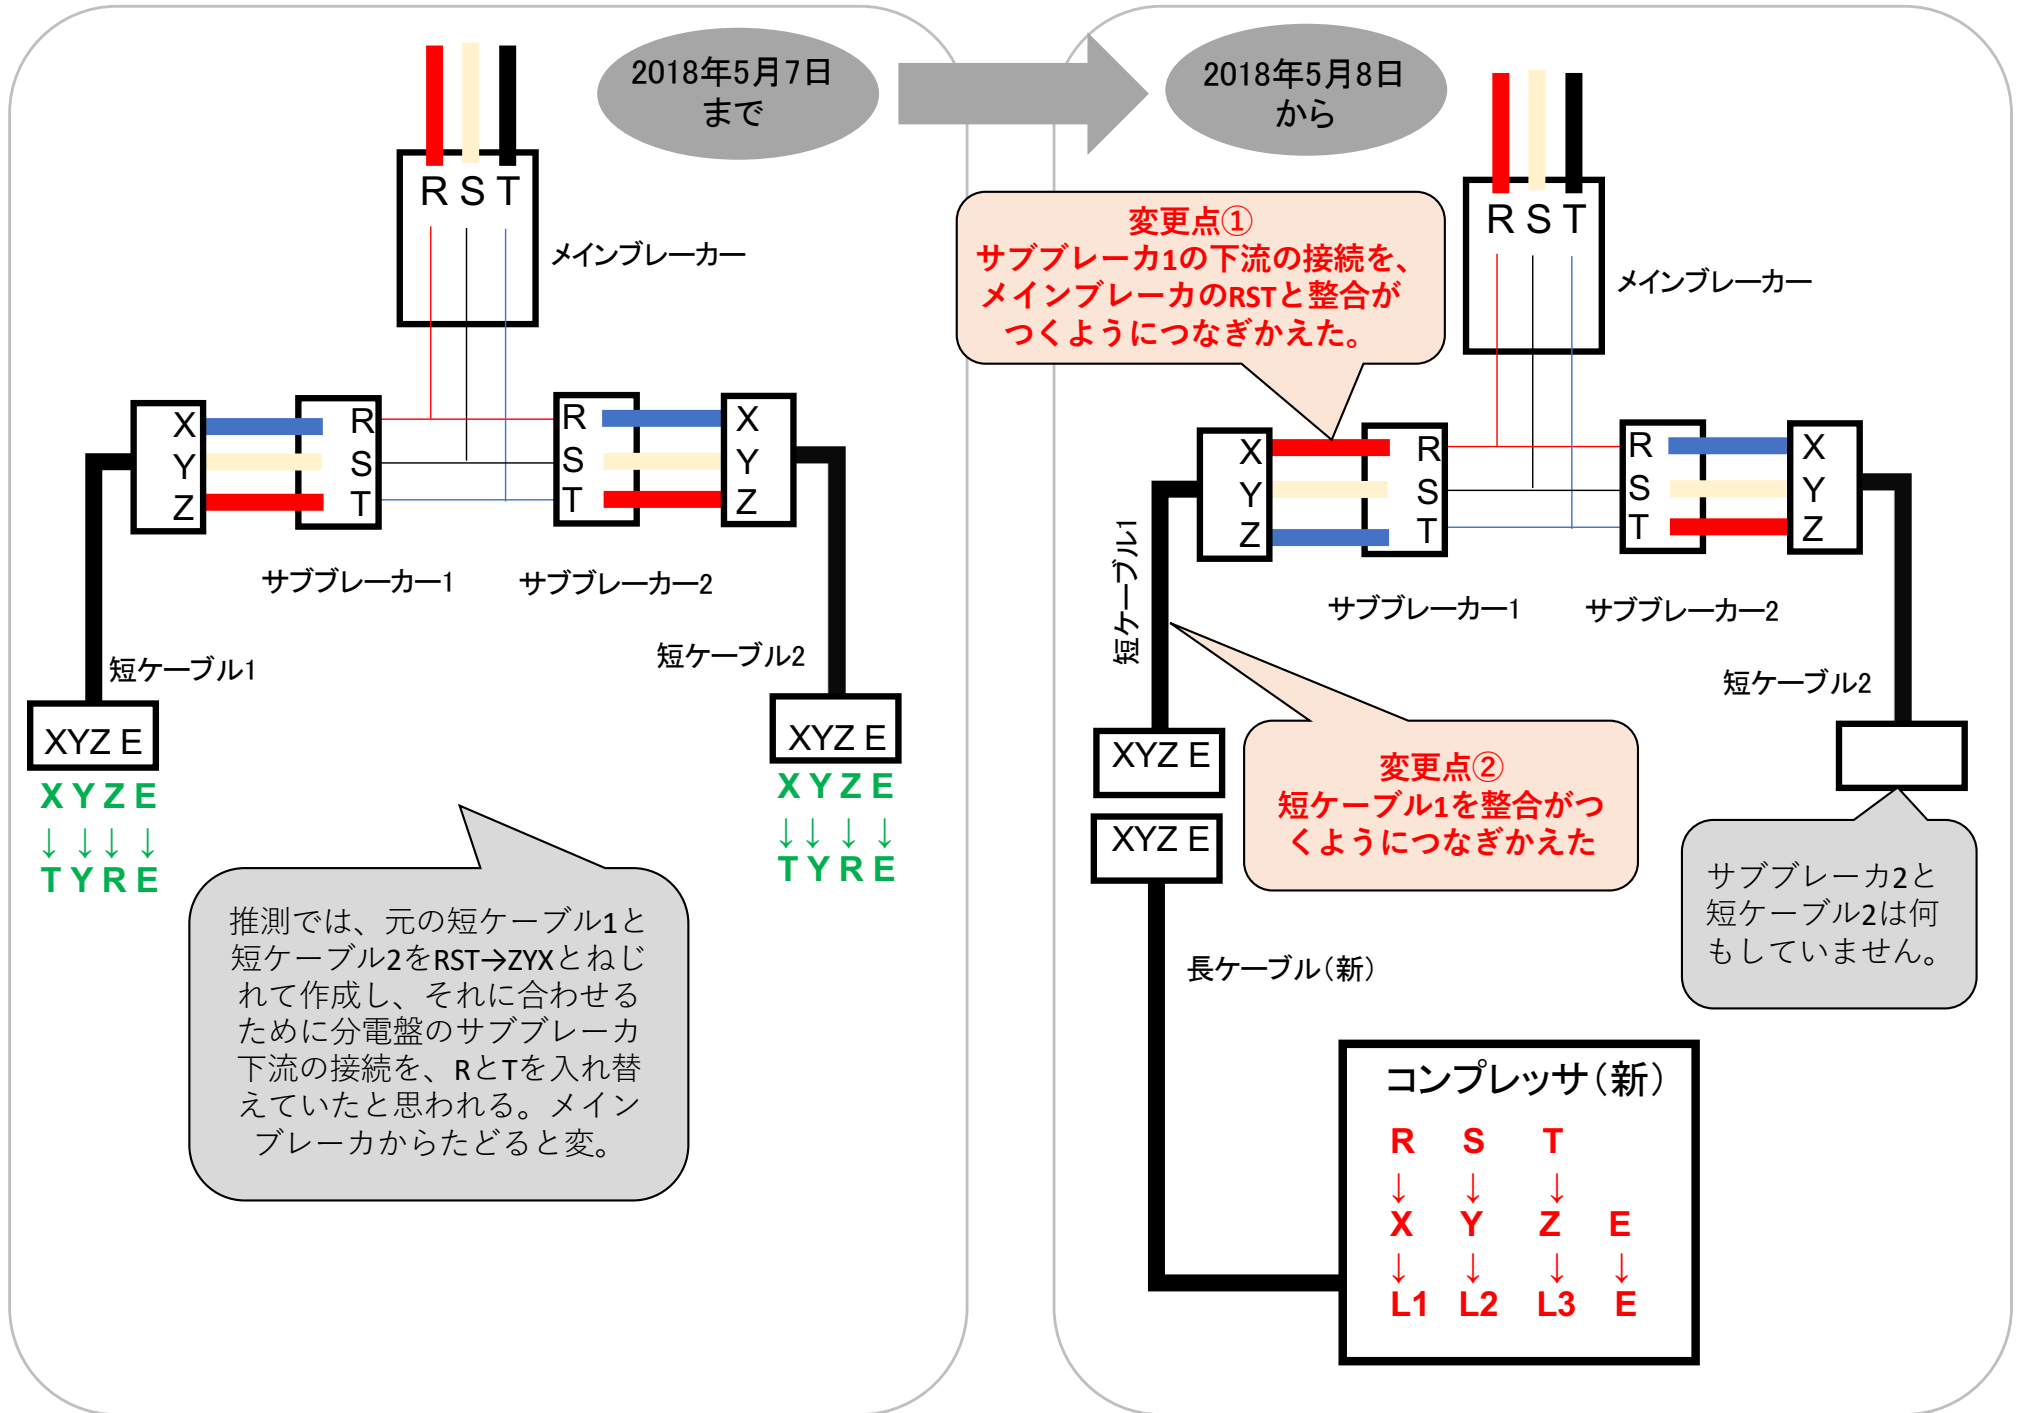 2018年5月7日
まで
R S T
メインブレーカー
X
Y
Z
R
S
T
R
S
T
X
Y
Z
サブブレーカー1
サブブレーカー2
短ケーブル1
短ケーブル2
XYZ E
X Y Z E
↓ ↓ ↓ ↓
T Y R E
XYZ E
X Y Z E
↓ ↓ ↓ ↓
T Y R E
推測では、元の短ケーブル1と
短ケーブル2をRST→ZYXとねじ
れて作成し、それに合わせる
ために分電盤のサブブレーカ
下流の接続を、RとTを入れ替
えていたと思われる。メイン
ブレーカからたどると変。
2018年5月8日
から
R S T
メインブレーカー
変更点①
サブブレーカ1の下流の接続を、
メインブレーカのRSTと整合が
つくようにつなぎかえた。
X
Y
Z
R
S
T
R
S
T
X
Y
Z
サブブレーカー1
サブブレーカー2
短ケーブル1
短ケーブル2
XYZ E
XYZ E
変更点②
短ケーブル1を整合がつ
くようにつなぎかえた
サブブレーカ2と
短ケーブル2は何
もしていません。
長ケーブル（新）
コンプレッサ（新）
R S T
↓ ↓ ↓
X Y Z E
↓ ↓ ↓ ↓
L1 L2 L3 E